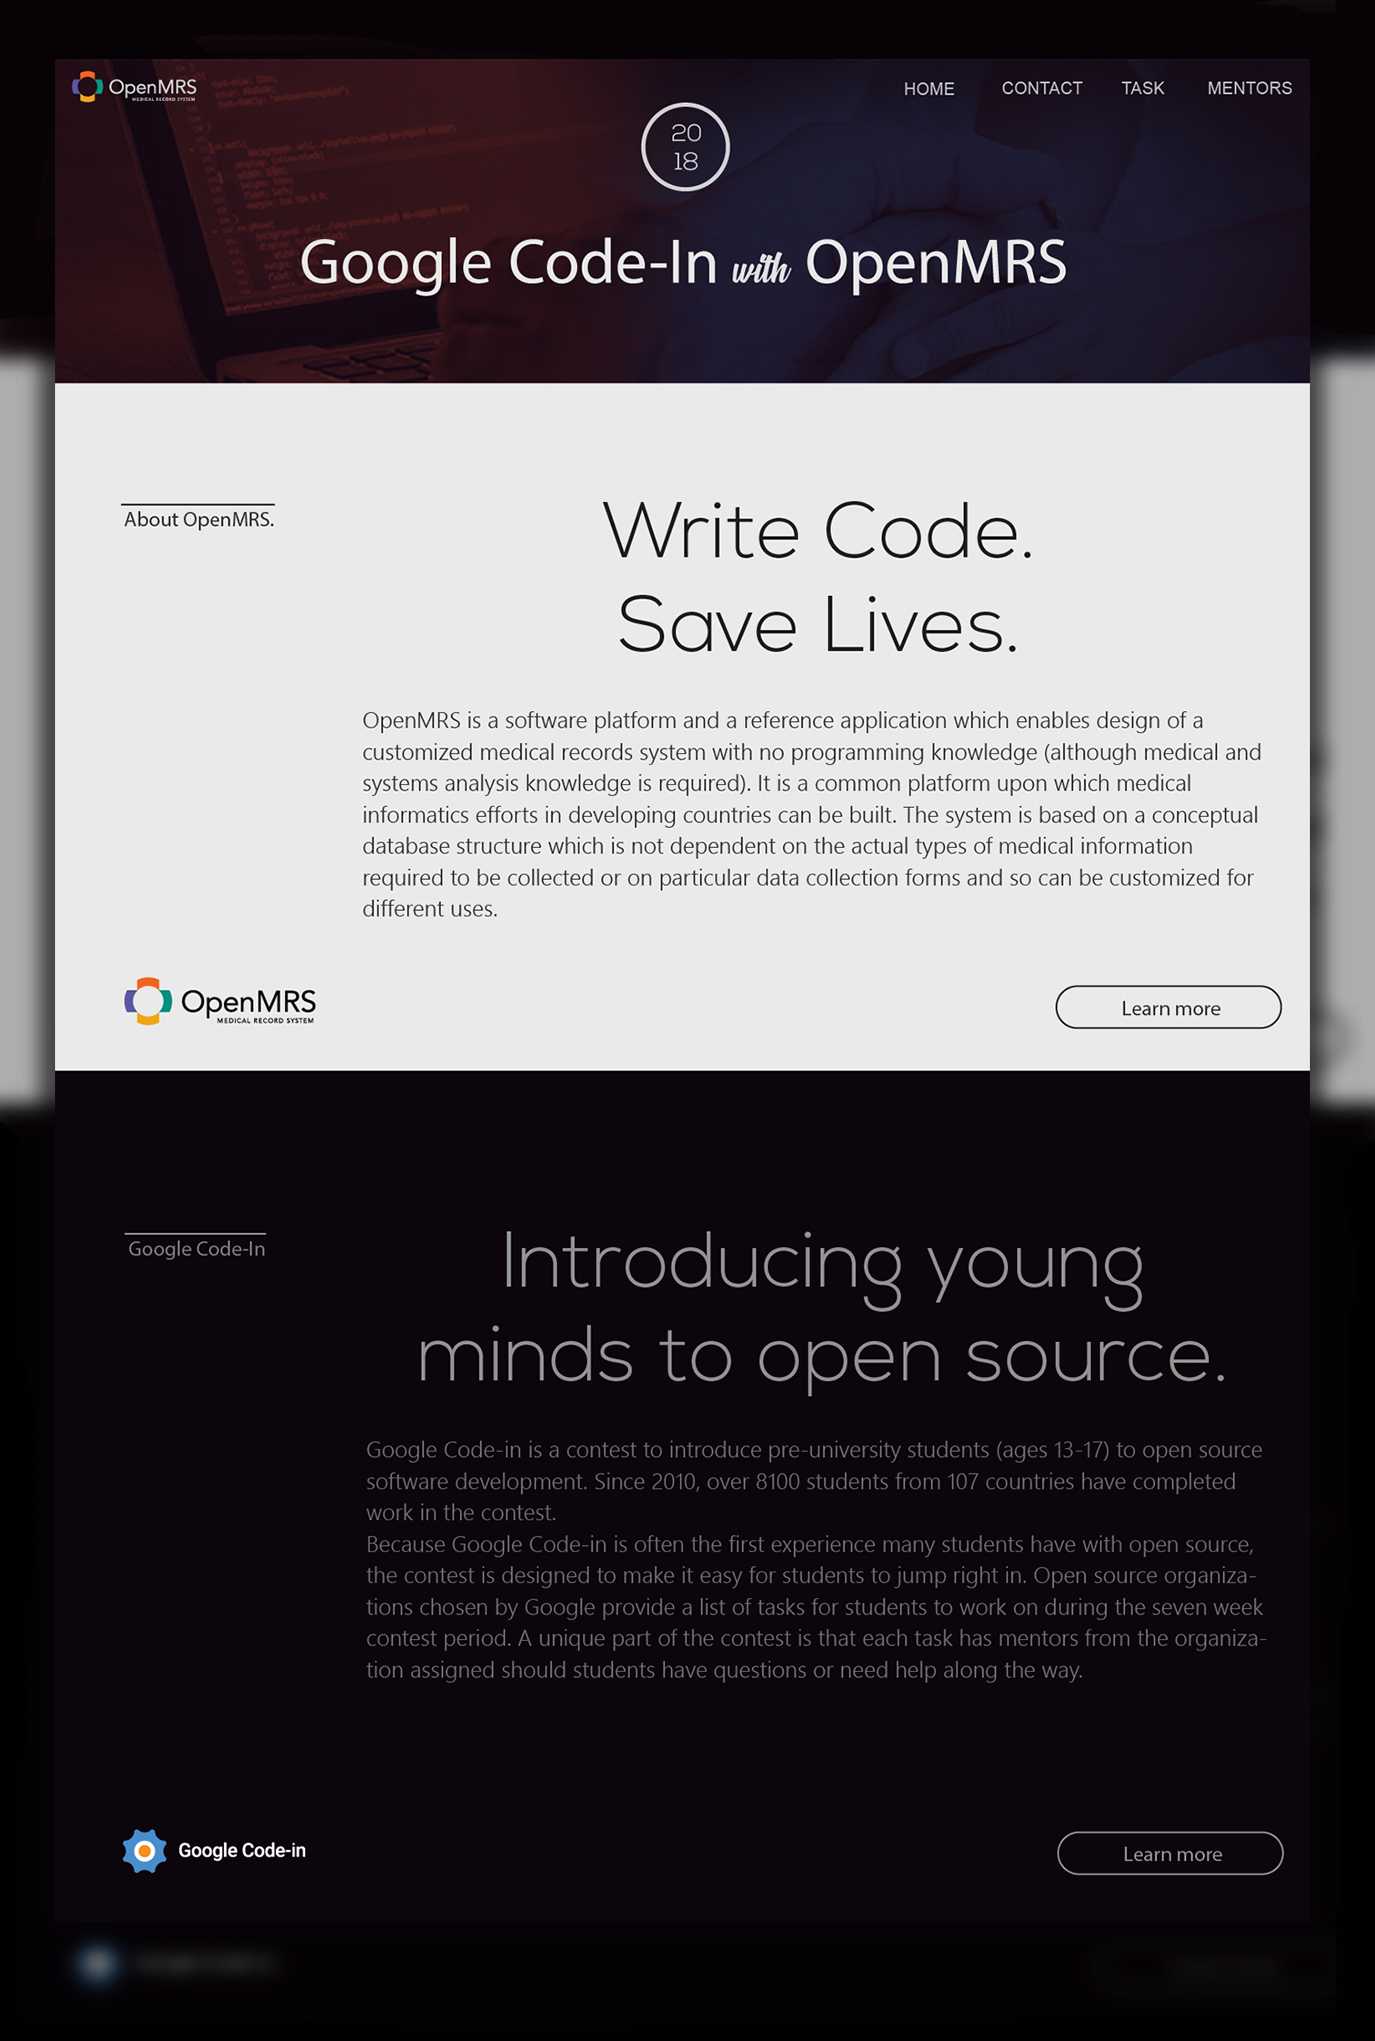 OpenMRS
MEDICAL RECORD SYSTEM
HOME CONTACT TASK MENTORS
20
18
Google Code-In with OpenMRS
About OpenMRS.
Write Code.
Save Lives.
OpenMRS is a software platform and a reference application which enables design of a
customized medical records system with no programming knowledge (although medical and
systems analysis knowledge is required). It is a common platform upon which medical
informatics efforts in developing countries can be built. The system is based on a conceptual
database structure which is not dependent on the actual types of medical information
required to be collected or on particular data collection forms and so can be customized for
different uses.
OpenMRS
MEDICAL RECORD SYSTEM
Learn more
Google Code-In
Introducing young
minds to open source.
Google Code-in is a contest to introduce pre-university students (ages 13-17) to open source
software development. Since 2010, over 8100 students from 107 countries have completed
work in the contest.
Because Google Code-in is often the first experience many students have with open source,
the contest is designed to make it easy for students to jump right in. Open source organiza-
tions chosen by Google provide a list of tasks for students to work on during the seven week
contest period. A unique part of the contest is that each task has mentors from the organiza-
tion assigned should students have questions or need help along the way.
Google Code-in
Learn more